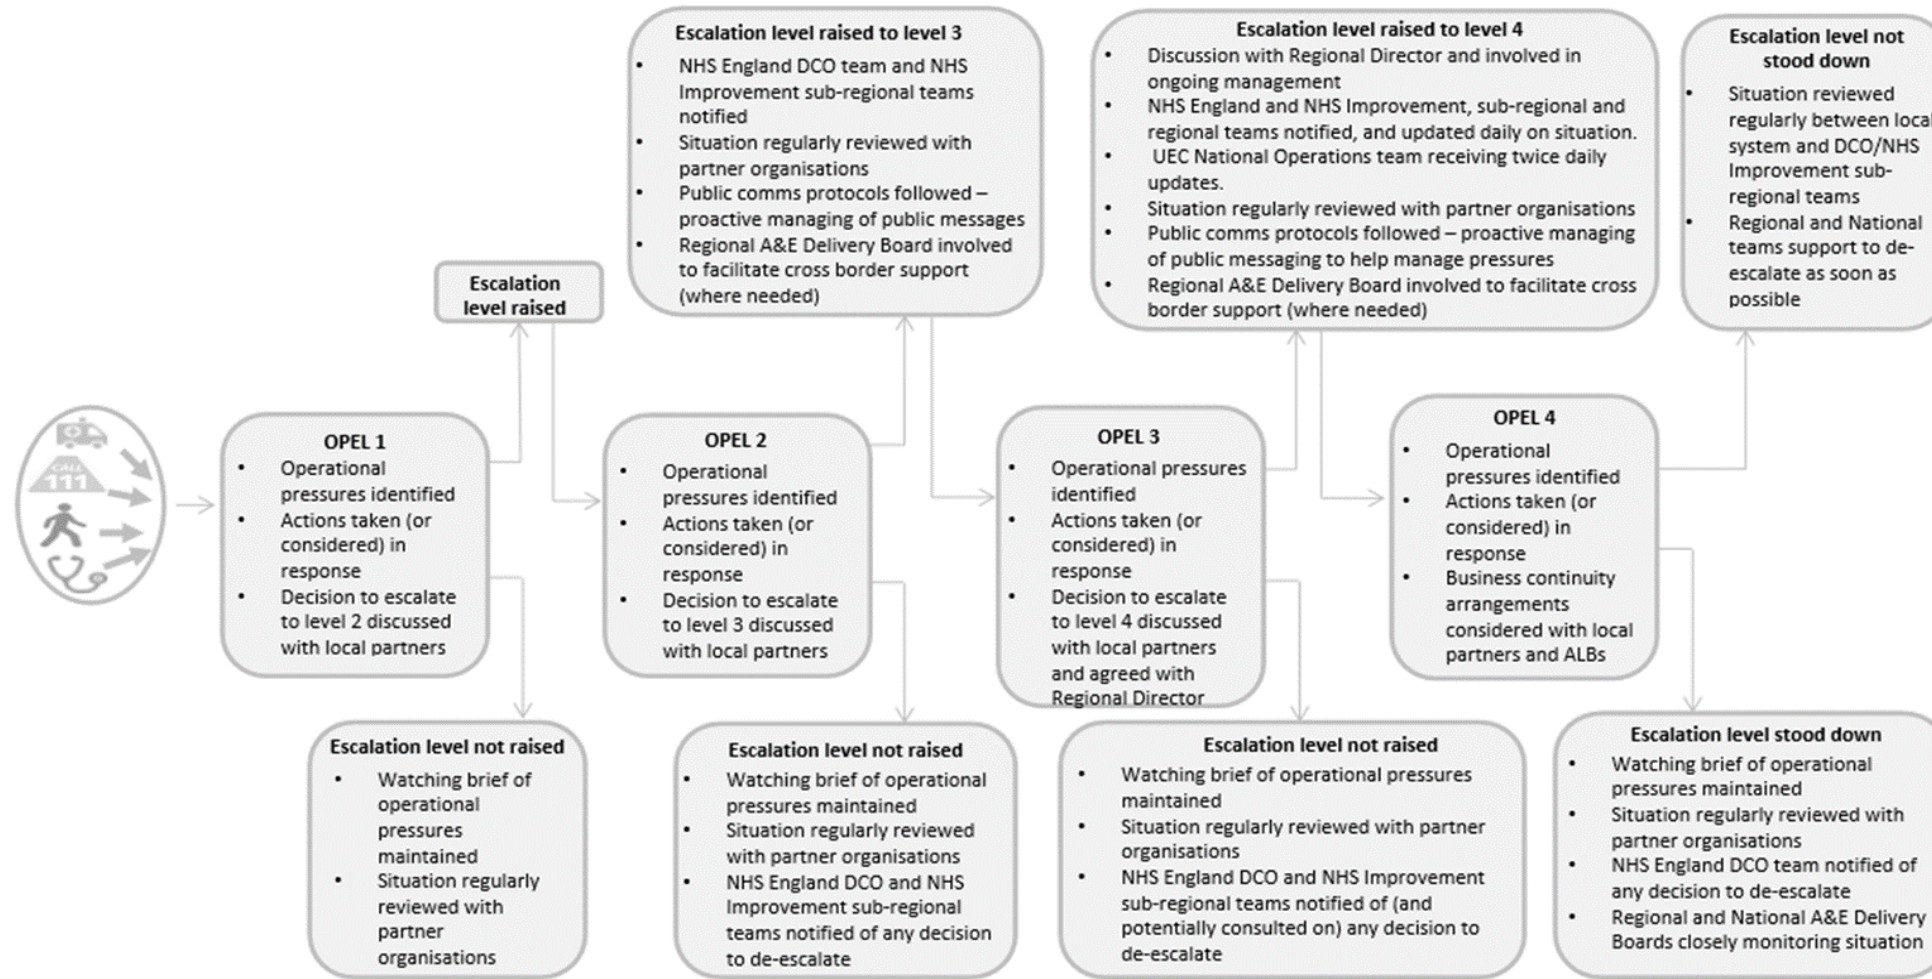 Escalation level raised to level 3
• NHS England DCO team and NHS
Improvement sub-regional teams
notified
• Situation regularly reviewed with
partner organisations
• Public comms protocols followed –
proactive managing of public messages
• Regional A&E Delivery Board involved
to facilitate cross border support
(where needed)
Escalation level raised to level 4
• Discussion with Regional Director and involved in
ongoing management
• NHS England and NHS Improvement, sub-regional and
regional teams notified, and updated daily on situation.
• UEC National Operations team receiving twice daily
updates.
• Situation regularly reviewed with partner organisations
• Public comms protocols followed – proactive managing
of public messaging to help manage pressures
• Regional A&E Delivery Board involved to facilitate cross
border support (where needed)
Escalation level not
stood down
• Situation reviewed
regularly between local
system and DCO/NHS
Improvement sub-
regional teams
• Regional and National
teams support to de-
escalate as soon as
possible
Escalation
level raised
CALL
111
OPEL 1
• Operational
pressures identified
• Actions taken (or
considered) in
response
• Decision to escalate
to level 2 discussed
with local partners
OPEL 2
• Operational
pressures identified
• Actions taken (or
considered) in
response
• Decision to escalate
to level 3 discussed
with local partners
OPEL 3
• Operational pressures
identified
• Actions taken (or
considered) in
response
• Decision to escalate
to level 4 discussed
with local partners
and agreed with
Regional Director
OPEL 4
• Operational
pressures identified
• Actions taken (or
considered) in
response
• Business continuity
arrangements
considered with local
partners and ALBs
Escalation level not raised
• Watching brief of
operational
pressures
maintained
• Situation regularly
reviewed with
partner
organisations
Escalation level not raised
• Watching brief of operational
pressures maintained
• Situation regularly reviewed
with partner organisations
• NHS England DCO and NHS
Improvement sub-regional
teams notified of any decision
to de-escalate
Escalation level not raised
• Watching brief of operational pressures
maintained
• Situation regularly reviewed with partner
organisations
• NHS England DCO and NHS Improvement
sub-regional teams notified of (and
potentially consulted on) any decision to
de-escalate
Escalation level stood down
• Watching brief of operational
pressures maintained
• Situation regularly reviewed with
partner organisations
• NHS England DCO team notified of
any decision to de-escalate
• Regional and National A&E Delivery
Boards closely monitoring situation